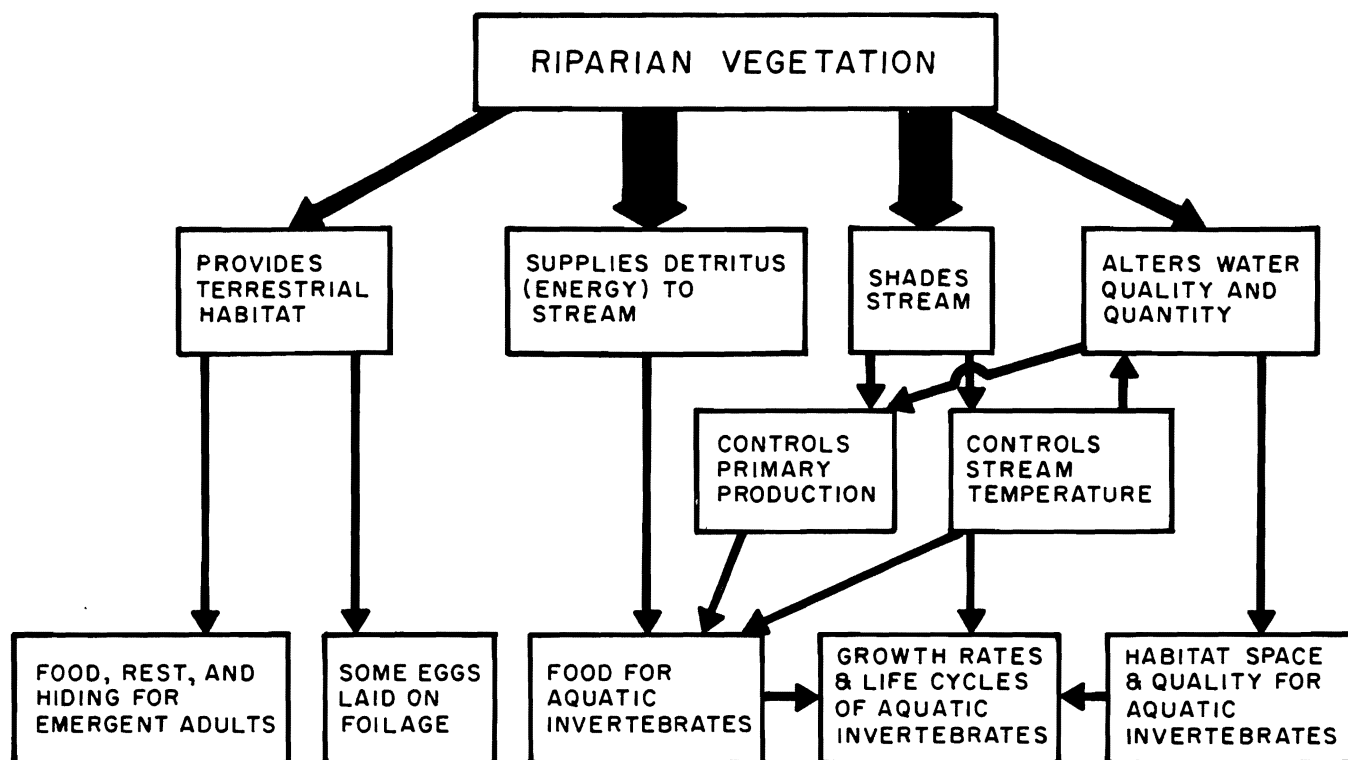 RIPARIAN VEGETATION
PROVIDES
TERRESTRIAL
HABITAT
SUPPLIES DETRITUS
(ENERGY) TO
STREAM
SHADES
STREAM
ALTERS WATER
QUALITY AND
QUANTITY
CONTROLS
PRIMARY
PRODUCTION
CONTROLS
STREAM
TEMPERATURE
FOOD, REST, AND
HIDING FOR
EMERGENT ADULTS
SOME EGGS
LAID ON
FOILAGE
FOOD FOR
AQUATIC
INVERTEBRATES
GROWTH RATES
& LIFE CYCLES
OF AQUATIC
INVERTEBRATES
HABITAT SPACE
& QUALITY FOR
AQUATIC
INVERTEBRATES